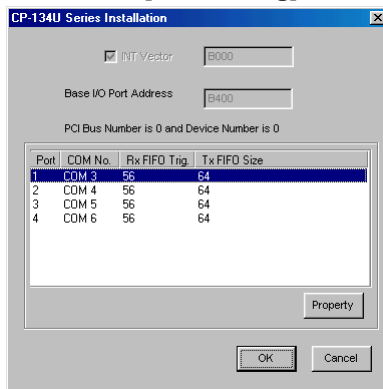 CP-134U Series Installation
INT Vector B000
Base I/O Port Address B400
PCI Bus Number is 0 and Device Number is 0
Port COM No. Rx FIFO Trig. Tx FIFO Size
1 COM 3 56 64
2 COM 4 56 64
3 COM 5 56 64
4 COM 6 56 64
Property
OK Cancel